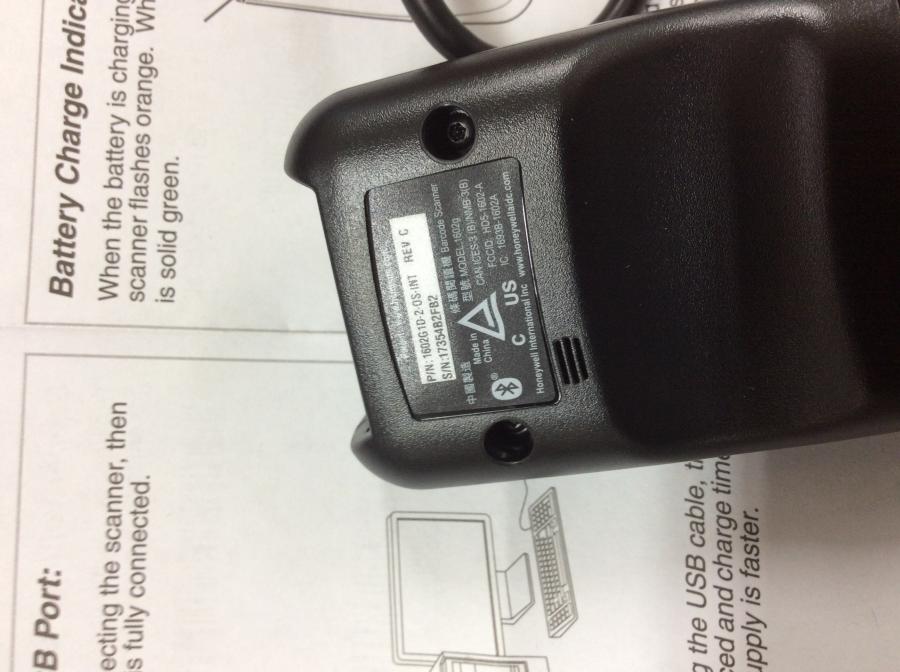 Battery Charge Indica
When the battery is charging
scanner flashes orange. Wh
is solid green.
B Port:
ecting the scanner, then
s fully connected.
g the USB cable, t
ced and charge time
upply is faster.
P/N: 1602G1D-2-OS-INT REV C
S/N:17354B2FB2
中國製造 條碼閱讀機 Barcode Scanner
Made in China 型號 MODEL:1602g
CAN ICES-3 (B)/NMB-3(B)
FCC ID: HD5-1602-A
C US IC: 1693B-1602A
Honeywell International Inc www.honeywellaidc.com